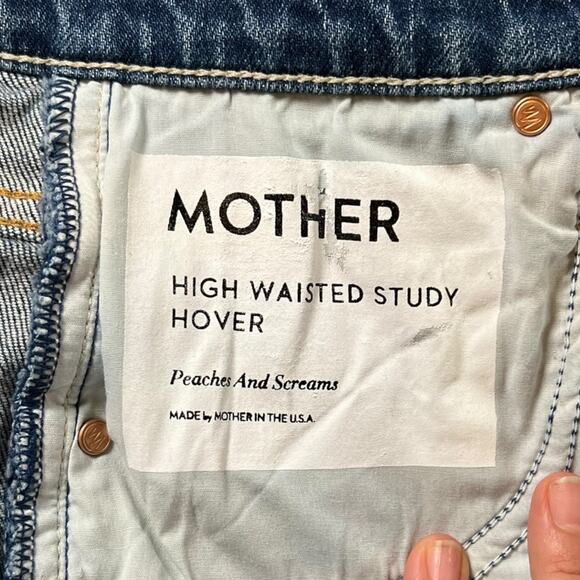 MOTHER
HIGH WAISTED STUDY
HOVER
Peaches And Screams
MADE by MOTHER IN THE U.S.A.